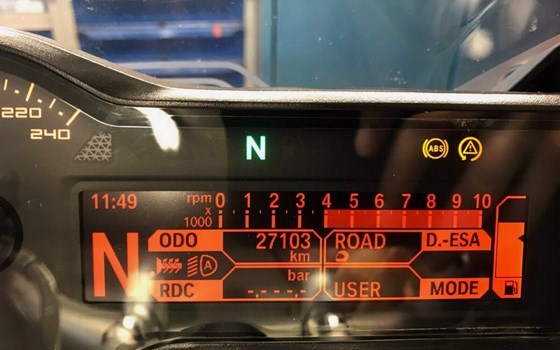 220
240
N
ABS
11:49
rpm x 1000
0 1 2 3 4 5 6 7 8 9 10
N
ODO 27103 km
ROAD D.-ESA
A
RDC bar -,- -,-
USER MODE